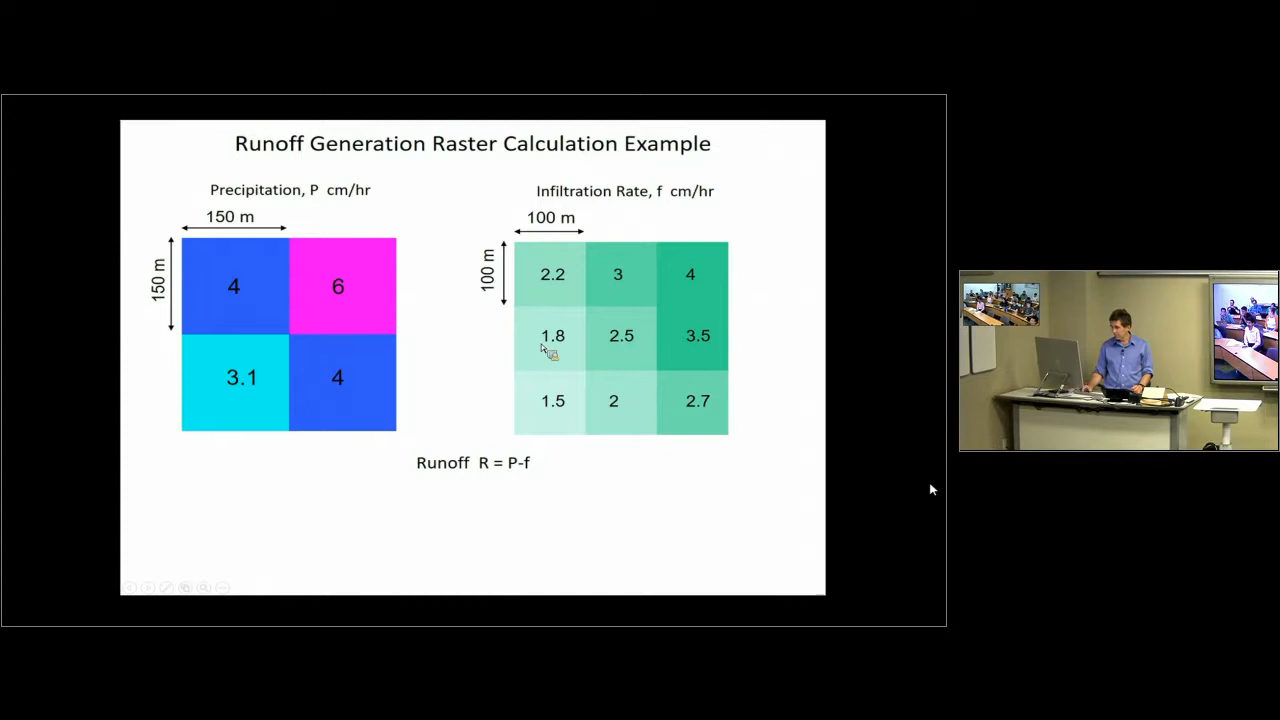 Runoff Generation Raster Calculation Example
Precipitation, P cm/hr
150 m
150 m
4 6
3.1 4
Infiltration Rate, f cm/hr
100 m
100 m
2.2 3 4
1.8 2.5 3.5
1.5 2 2.7
Runoff R = P-f